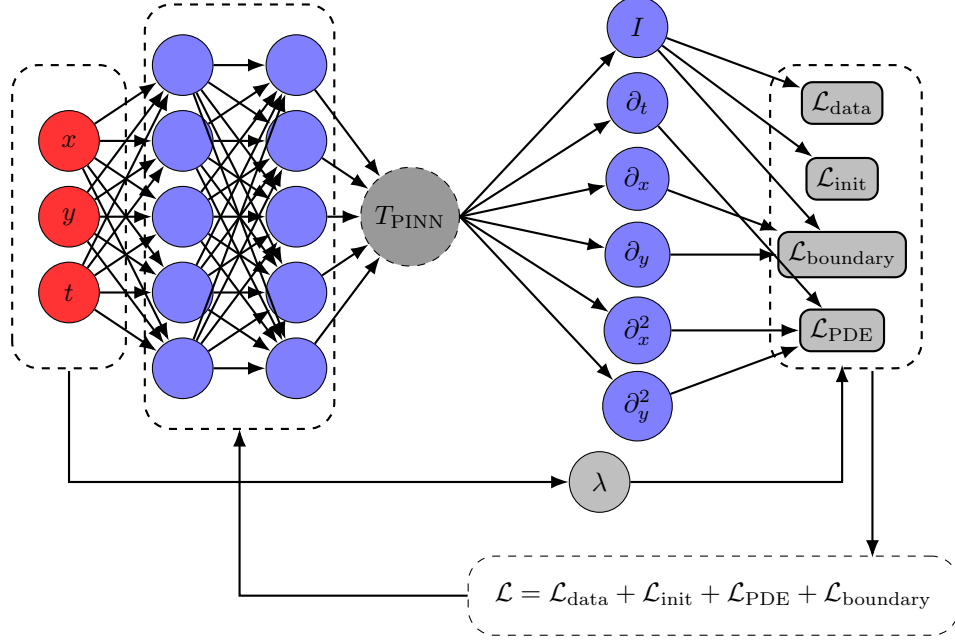 x
y
t
T_PINN
I
∂_t
∂_x
∂_y
∂_x^2
∂_y^2
ℒ_data
ℒ_init
ℒ_boundary
ℒ_PDE
λ
ℒ = ℒ_data + ℒ_init + ℒ_PDE + ℒ_boundary